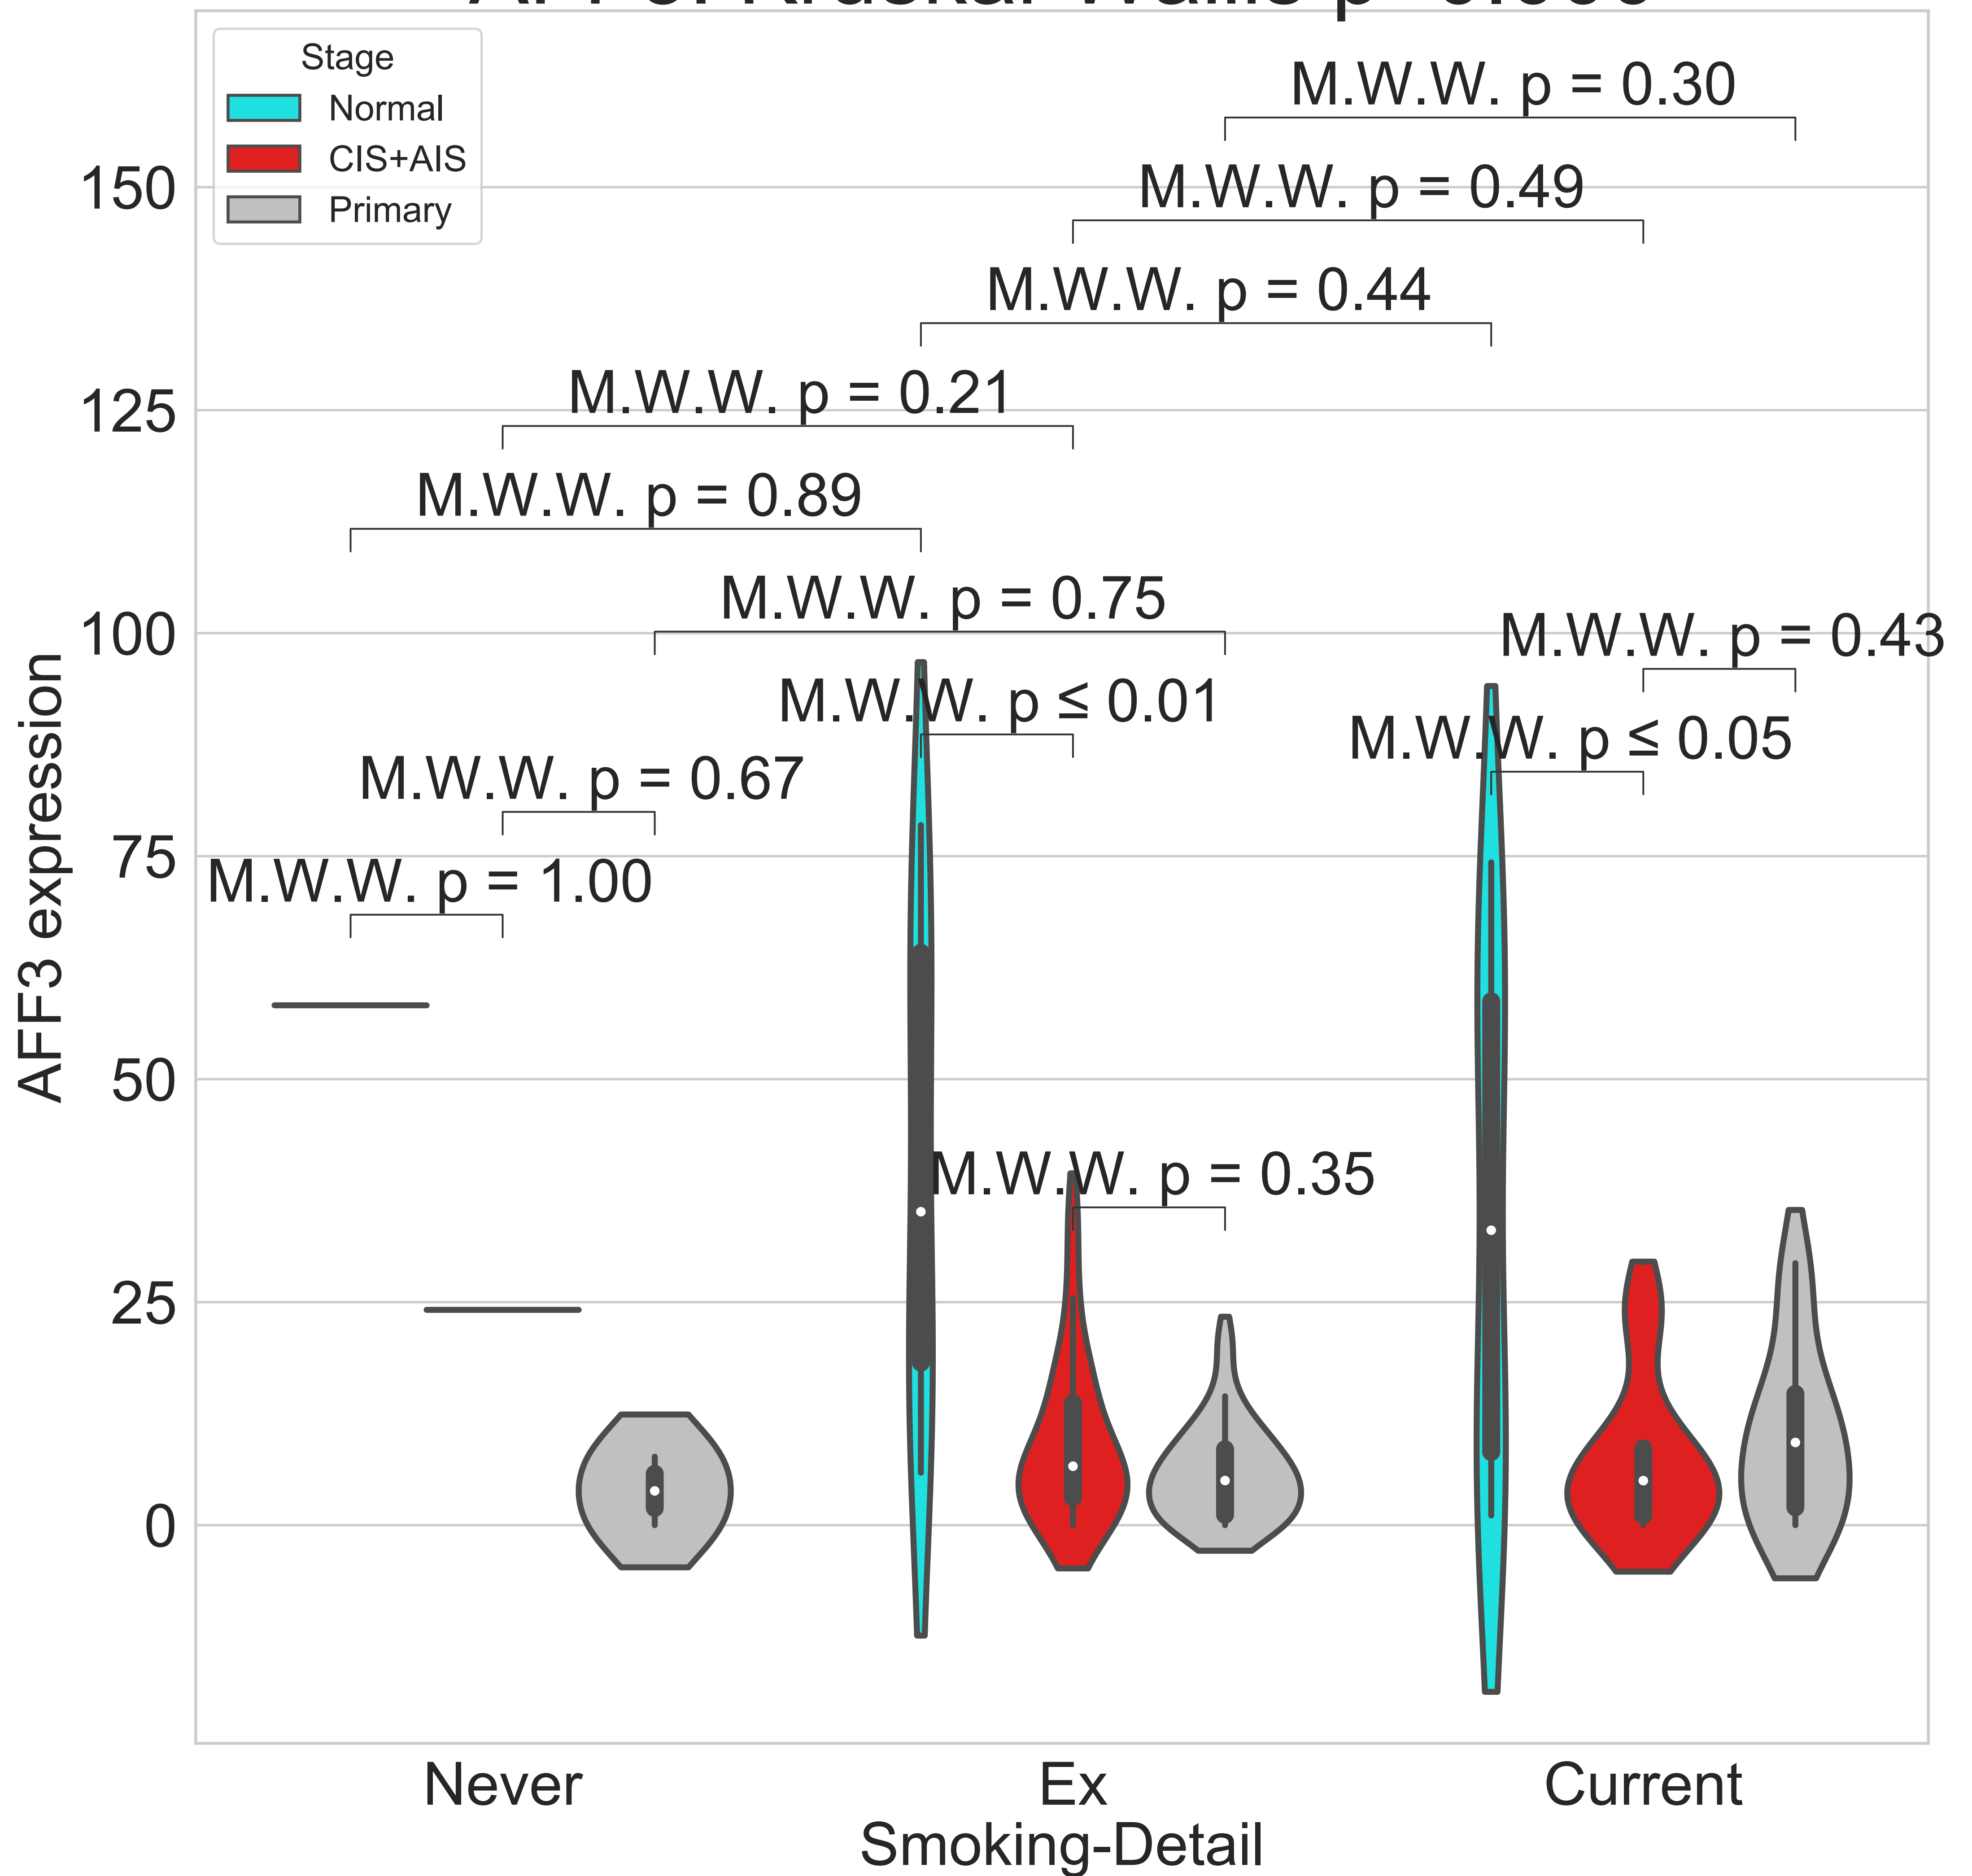 Stage
Normal
CIS+AIS
Primary
M.W.W. p = 0.30
M.W.W. p = 0.49
M.W.W. p = 0.44
M.W.W. p = 0.21
M.W.W. p = 0.89
M.W.W. p = 0.75
M.W.W. p = 0.43
M.W.W. p ≤ 0.01
M.W.W. p ≤ 0.05
M.W.W. p = 0.67
M.W.W. p = 1.00
M.W.W. p = 0.35
150
125
100
75
50
25
0
AFF3 expression
Never
Ex
Current
Smoking-Detail